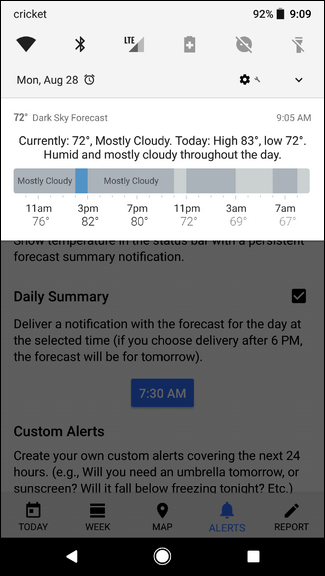 cricket 92% 9:09
LTE
Mon, Aug 28
72° Dark Sky Forecast 9:05 AM
Currently: 72°, Mostly Cloudy. Today: High 83°, low 72°.
Humid and mostly cloudy throughout the day.
Mostly Cloudy Mostly Cloudy
11am 3pm 7pm 11pm 3am 7am
76° 82° 80° 72° 69° 67°
Show temperature in the status bar with a persistent
forecast summary notification.
Daily Summary
Deliver a notification with the forecast for the day at
the selected time (if you choose delivery after 6 PM,
the forecast will be for tomorrow).
7:30 AM
Custom Alerts
Create your own custom alerts covering the next 24
hours. (e.g., Will you need an umbrella tomorrow, or
sunscreen? Will it fall below freezing tonight? Etc.)
TODAY WEEK MAP ALERTS REPORT